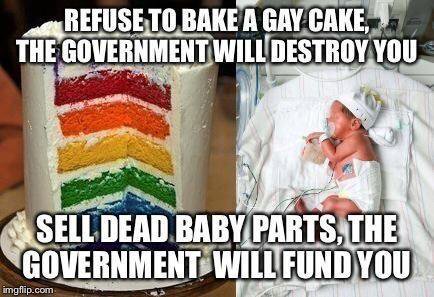 REFUSE TO BAKE A GAY CAKE,
THE GOVERNMENT WILL DESTROY YOU
SELL DEAD BABY PARTS, THE
GOVERNMENT WILL FUND YOU
imgflip.com